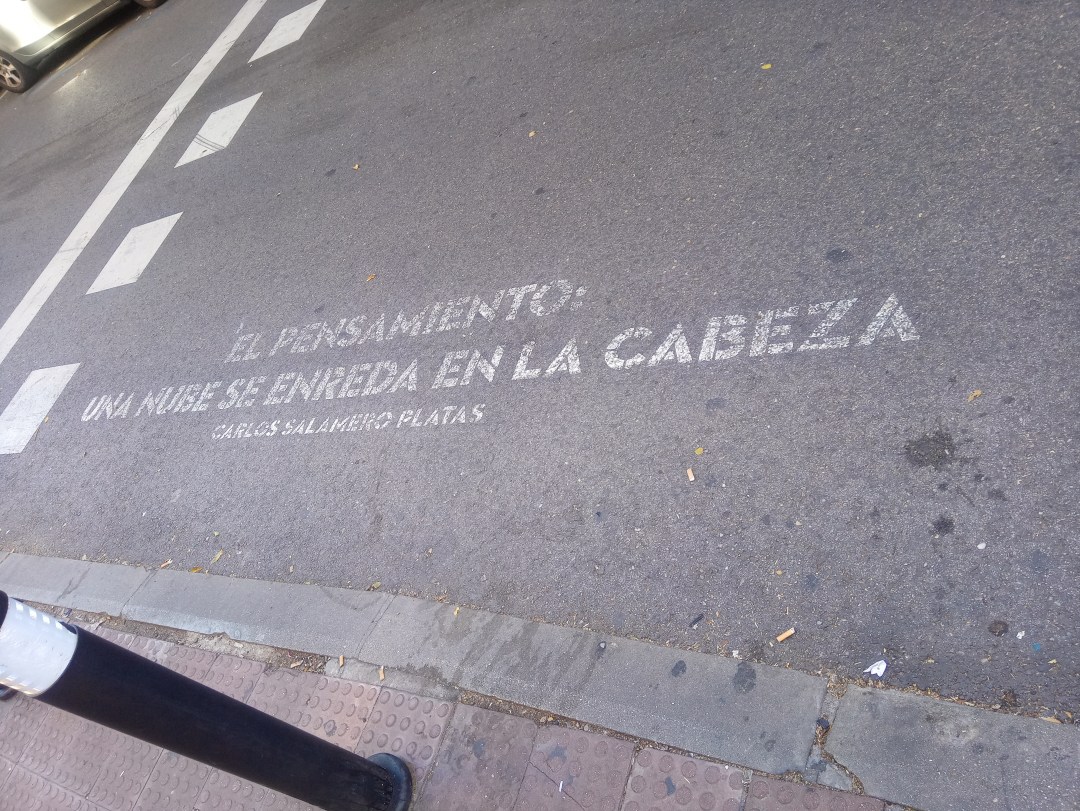 EL PENSAMIENTO:
UNA NUBE SE ENREDA EN LA CABEZA
CARLOS SALAMERO PLATAS